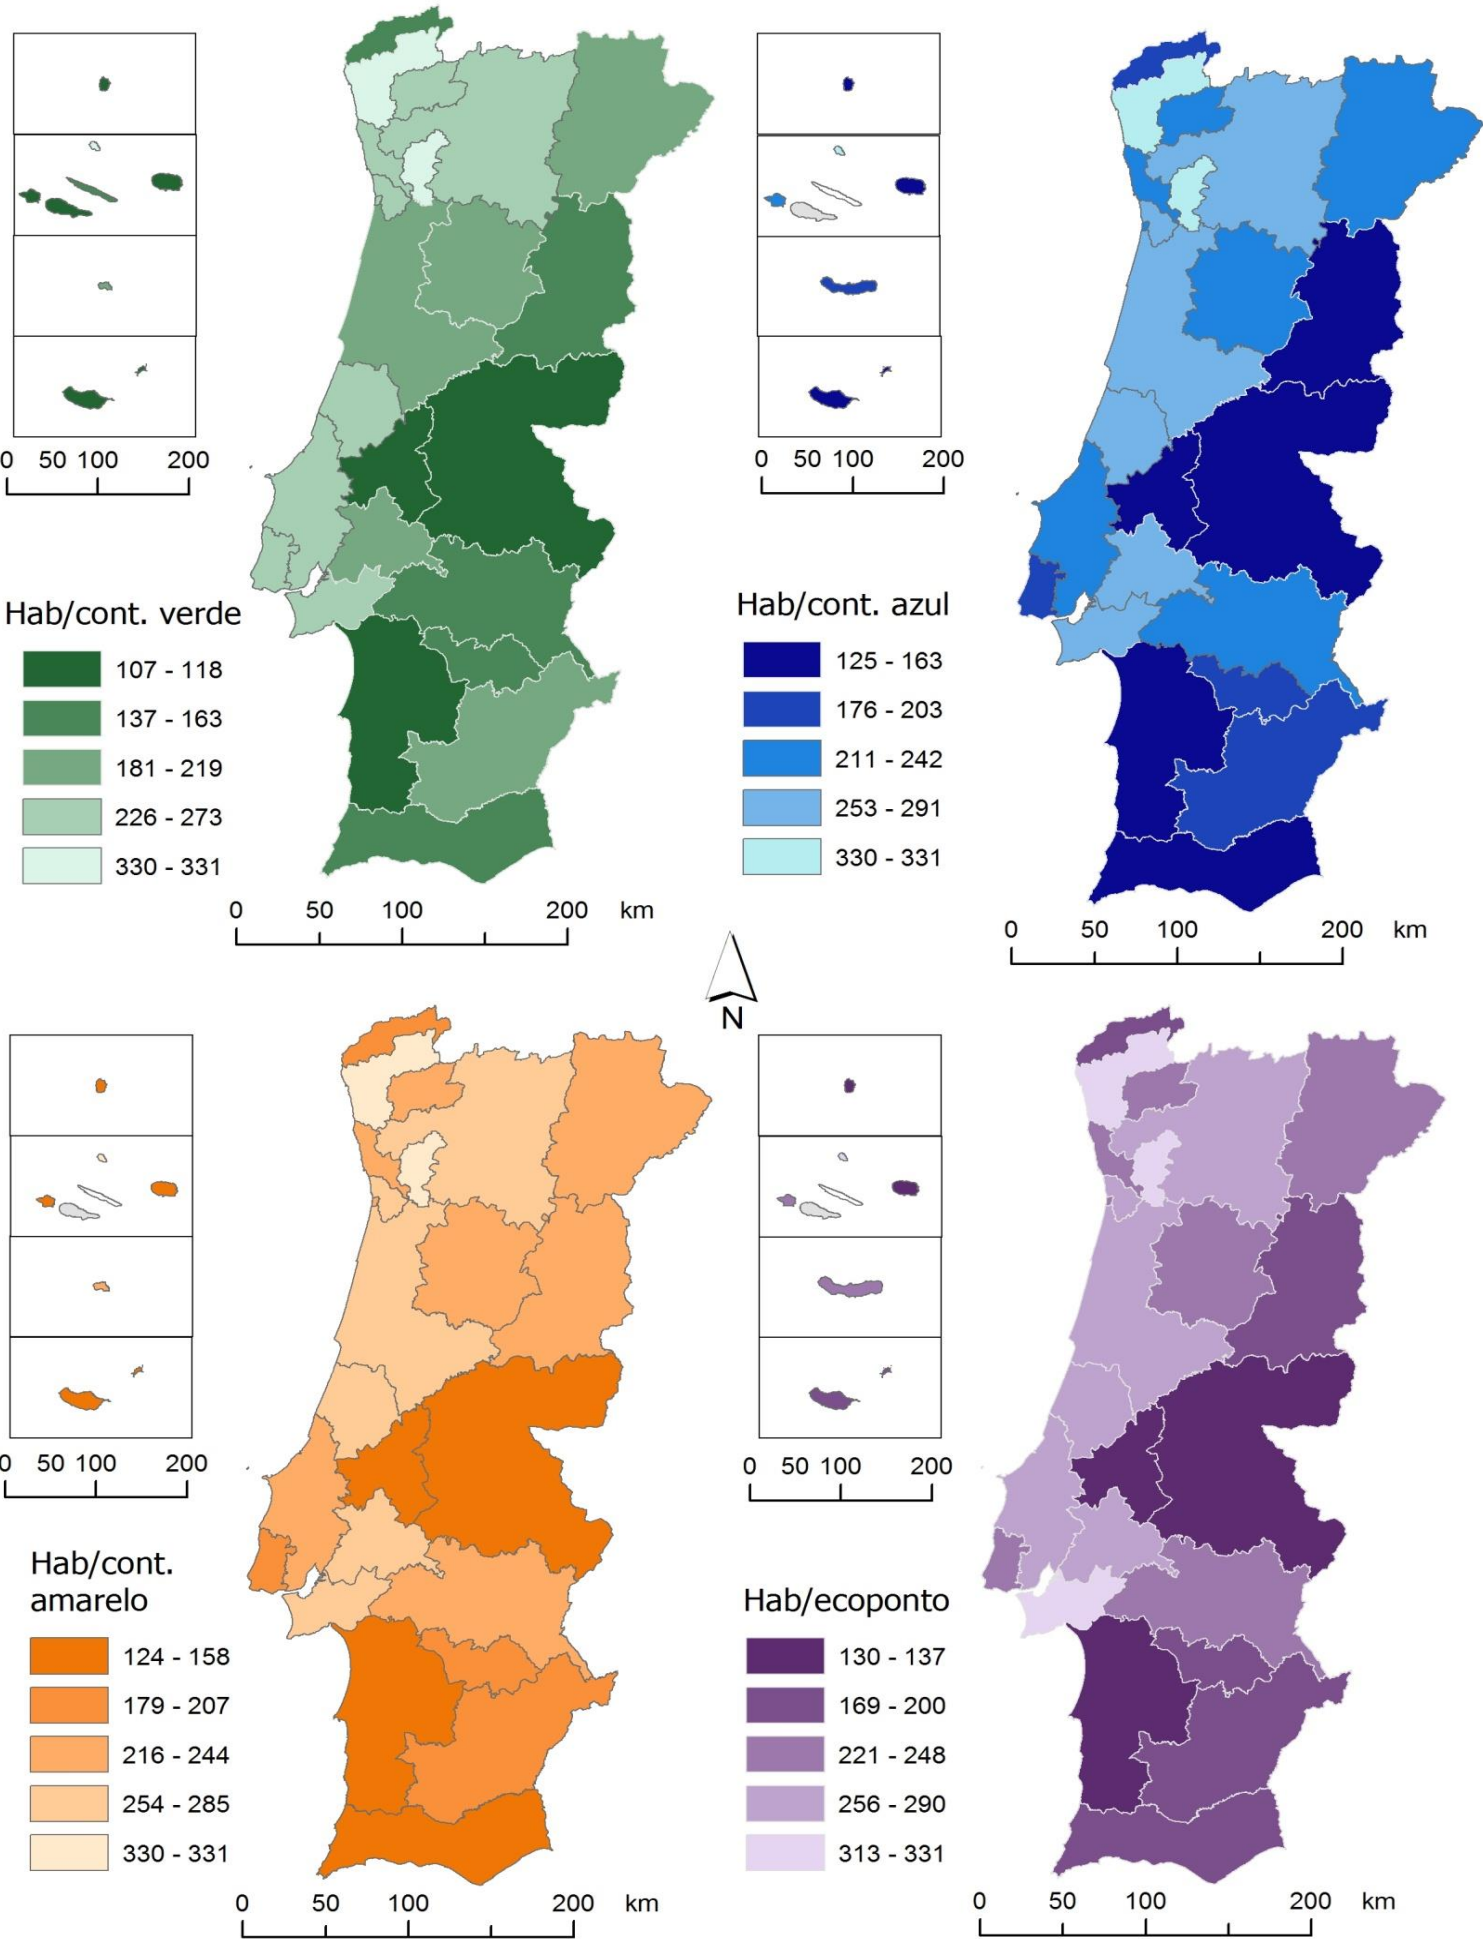 0 50 100 200
0 50 100 200
Hab/cont. verde
107 - 118
137 - 163
181 - 219
226 - 273
330 - 331
0 50 100 200 km
Hab/cont. azul
125 - 163
176 - 203
211 - 242
253 - 291
330 - 331
0 50 100 200 km
N
0 50 100 200
0 50 100 200
Hab/cont.
amarelo
124 - 158
179 - 207
216 - 244
254 - 285
330 - 331
0 50 100 200 km
Hab/ecoponto
130 - 137
169 - 200
221 - 248
256 - 290
313 - 331
0 50 100 200 km